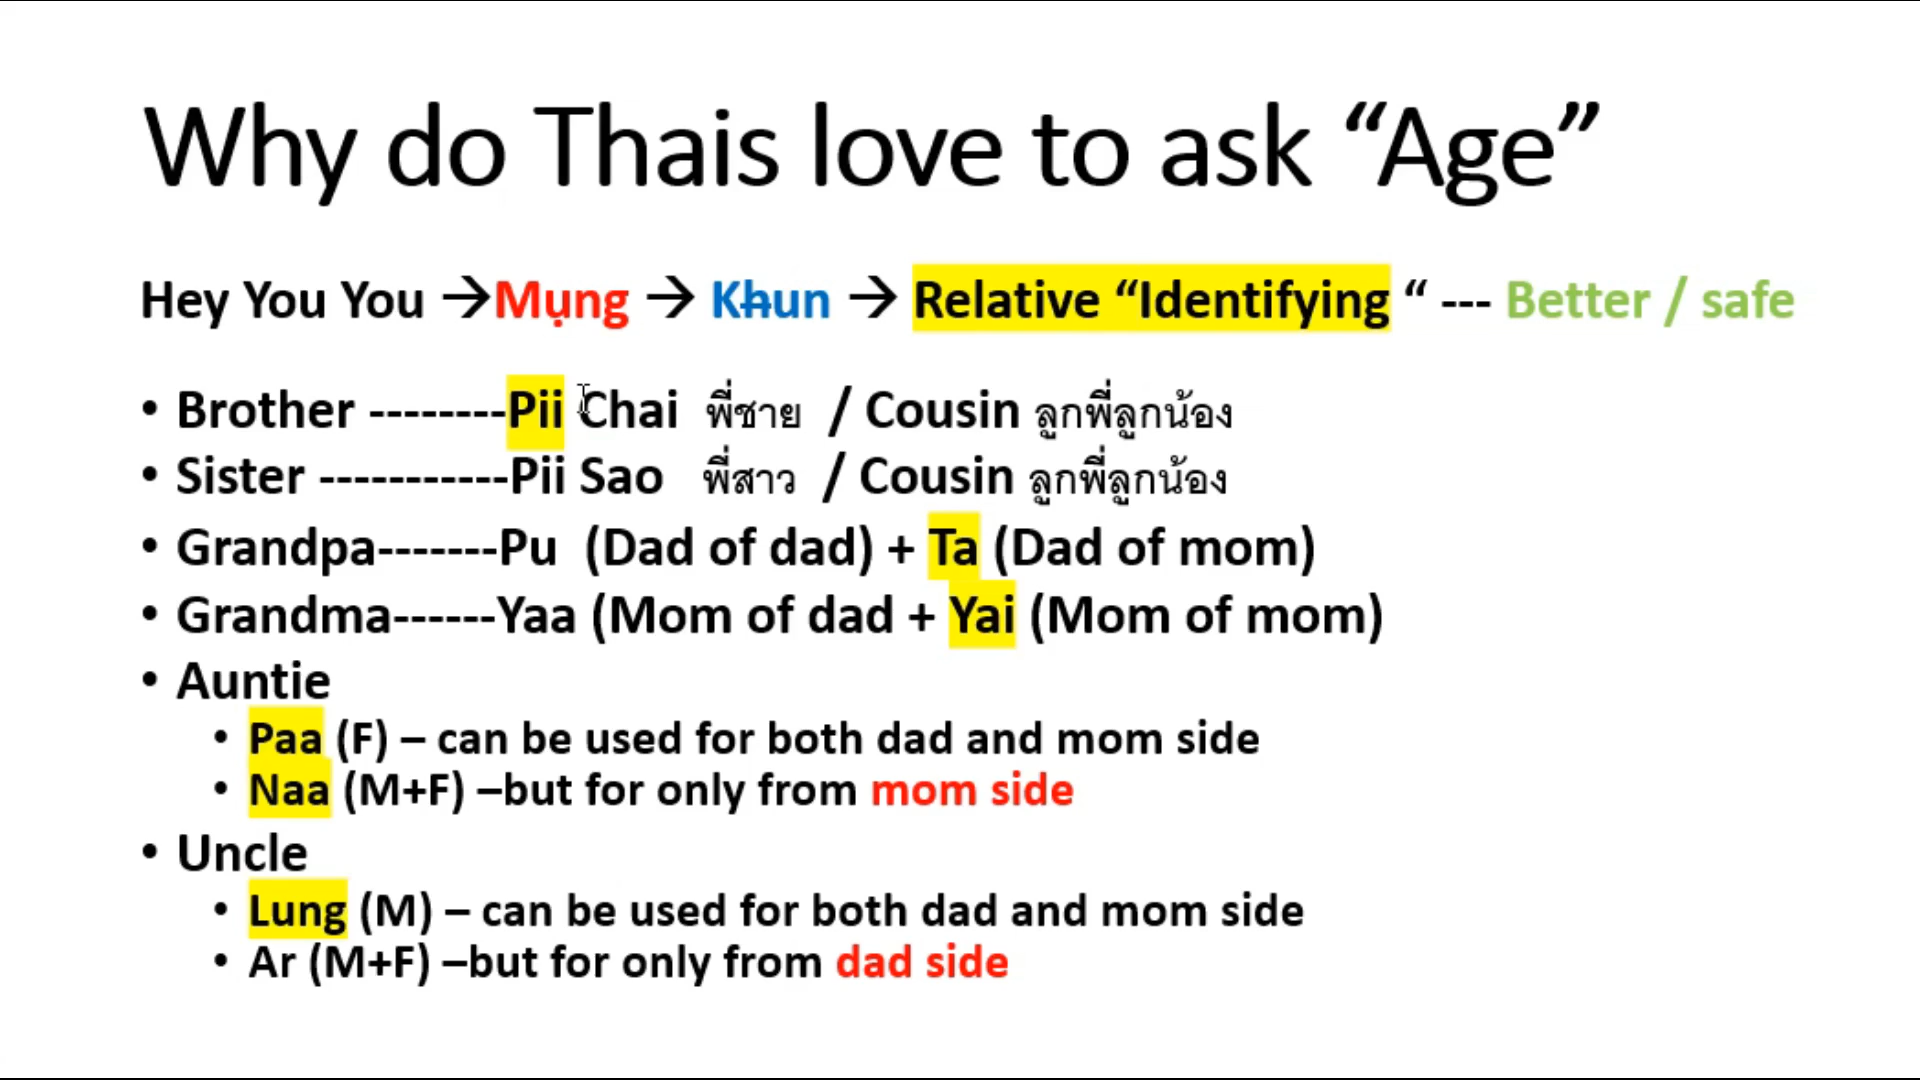 Why do Thais love to ask “Age”
Hey You You →Mụng → Khun → Relative “Identifying “ --- Better / safe
• Brother --------Pii Chai พี่ชาย / Cousin ลูกพี่ลูกน้อง
• Sister -----------Pii Sao พี่สาว / Cousin ลูกพี่ลูกน้อง
• Grandpa-------Pu (Dad of dad) + Ta (Dad of mom)
• Grandma------Yaa (Mom of dad + Yai (Mom of mom)
• Auntie
• Paa (F) – can be used for both dad and mom side
• Naa (M+F) –but for only from mom side
• Uncle
• Lung (M) – can be used for both dad and mom side
• Ar (M+F) –but for only from dad side